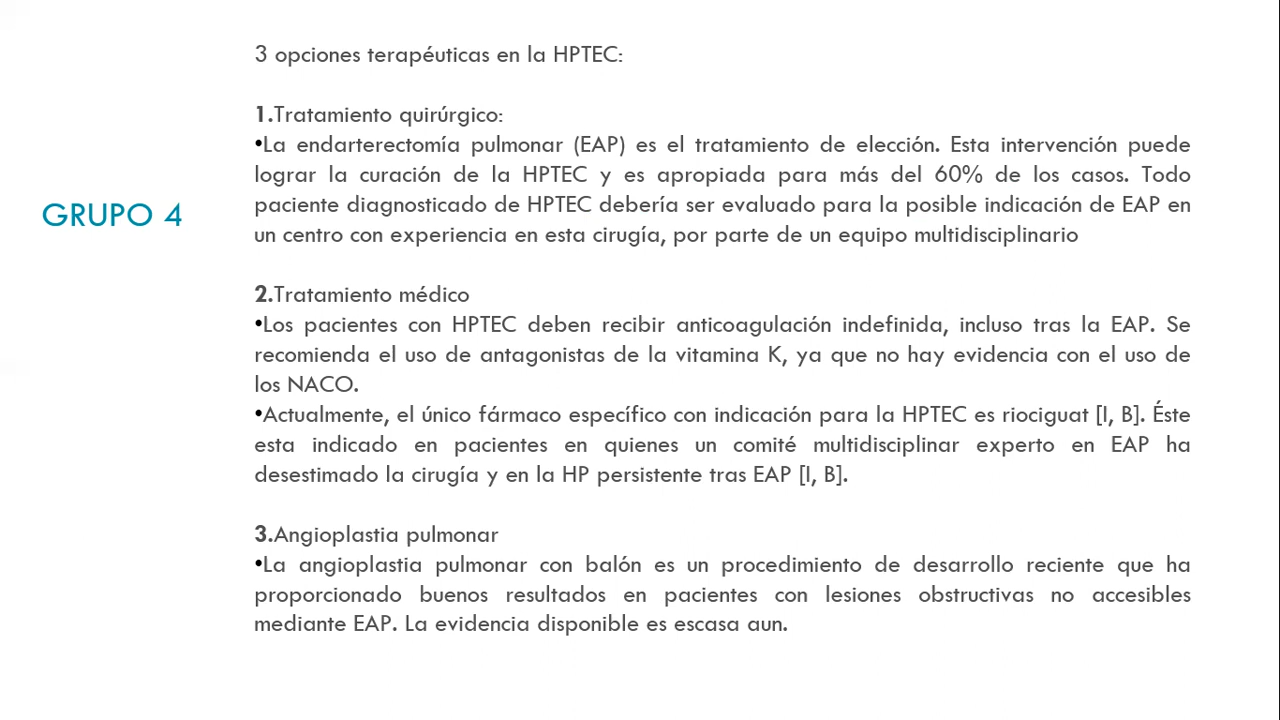 3 opciones terapéuticas en la HPTEC:
1.Tratamiento quirúrgico:
•La endarterectomía pulmonar (EAP) es el tratamiento de elección. Esta intervención puede
lograr la curación de la HPTEC y es apropiada para más del 60% de los casos. Todo
paciente diagnosticado de HPTEC debería ser evaluado para la posible indicación de EAP en
un centro con experiencia en esta cirugía, por parte de un equipo multidisciplinario
GRUPO 4
2.Tratamiento médico
•Los pacientes con HPTEC deben recibir anticoagulación indefinida, incluso tras la EAP. Se
recomienda el uso de antagonistas de la vitamina K, ya que no hay evidencia con el uso de
los NACO.
•Actualmente, el único fármaco específico con indicación para la HPTEC es riociguat [I, B]. Éste
esta indicado en pacientes en quienes un comité multidisciplinar experto en EAP ha
desestimado la cirugía y en la HP persistente tras EAP [I, B].
3.Angioplastia pulmonar
•La angioplastia pulmonar con balón es un procedimiento de desarrollo reciente que ha
proporcionado buenos resultados en pacientes con lesiones obstructivas no accesibles
mediante EAP. La evidencia disponible es escasa aun.